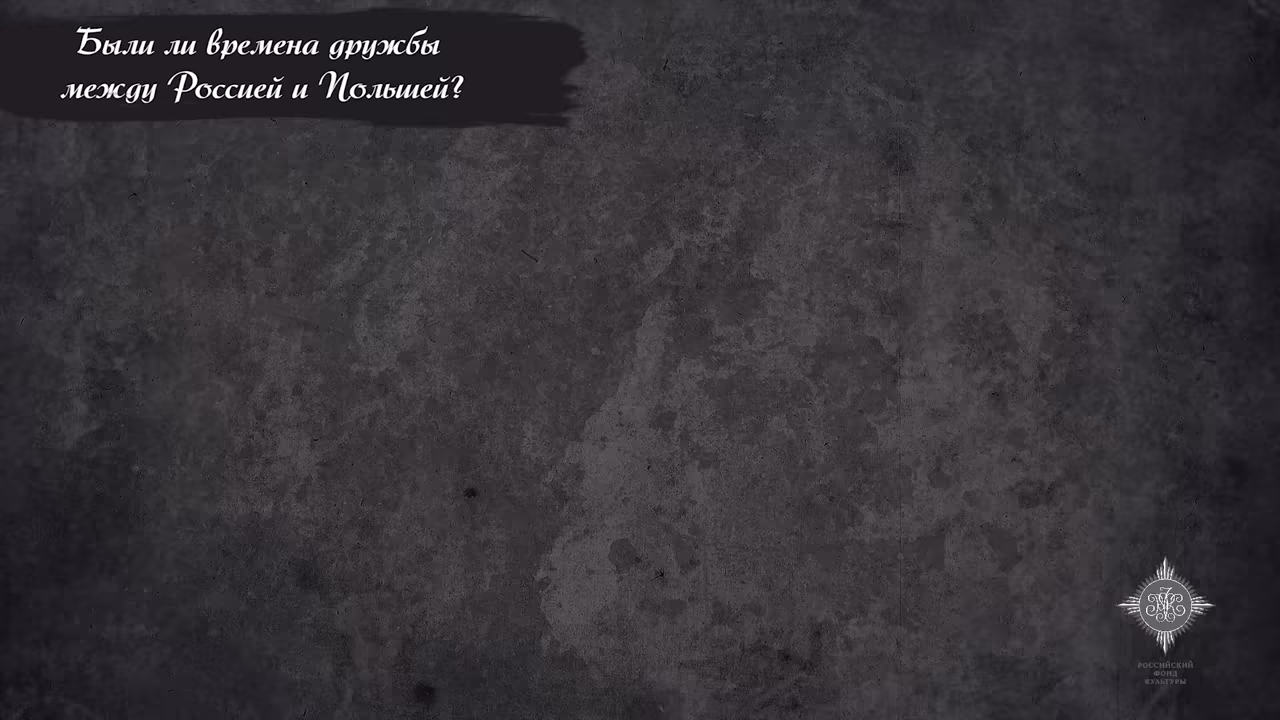 Были ли времена дружбы
между Россией и Польшей?
РОССИЙСКИЙ
ФОНД
КУЛЬТУРЫ